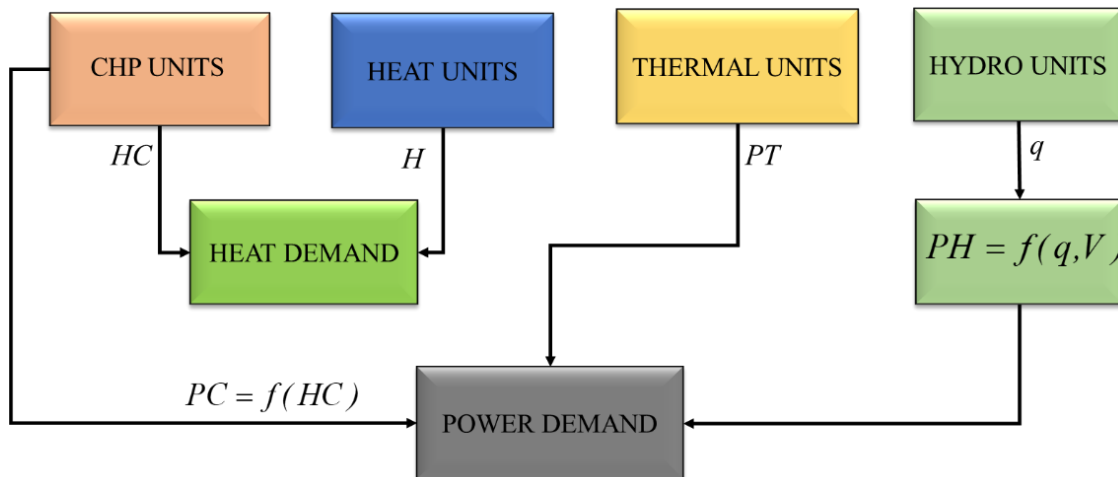 CHP UNITS
HEAT UNITS
THERMAL UNITS
HYDRO UNITS
HC
H
PT
q
HEAT DEMAND
PH = f(q,V)
PC = f(HC)
POWER DEMAND